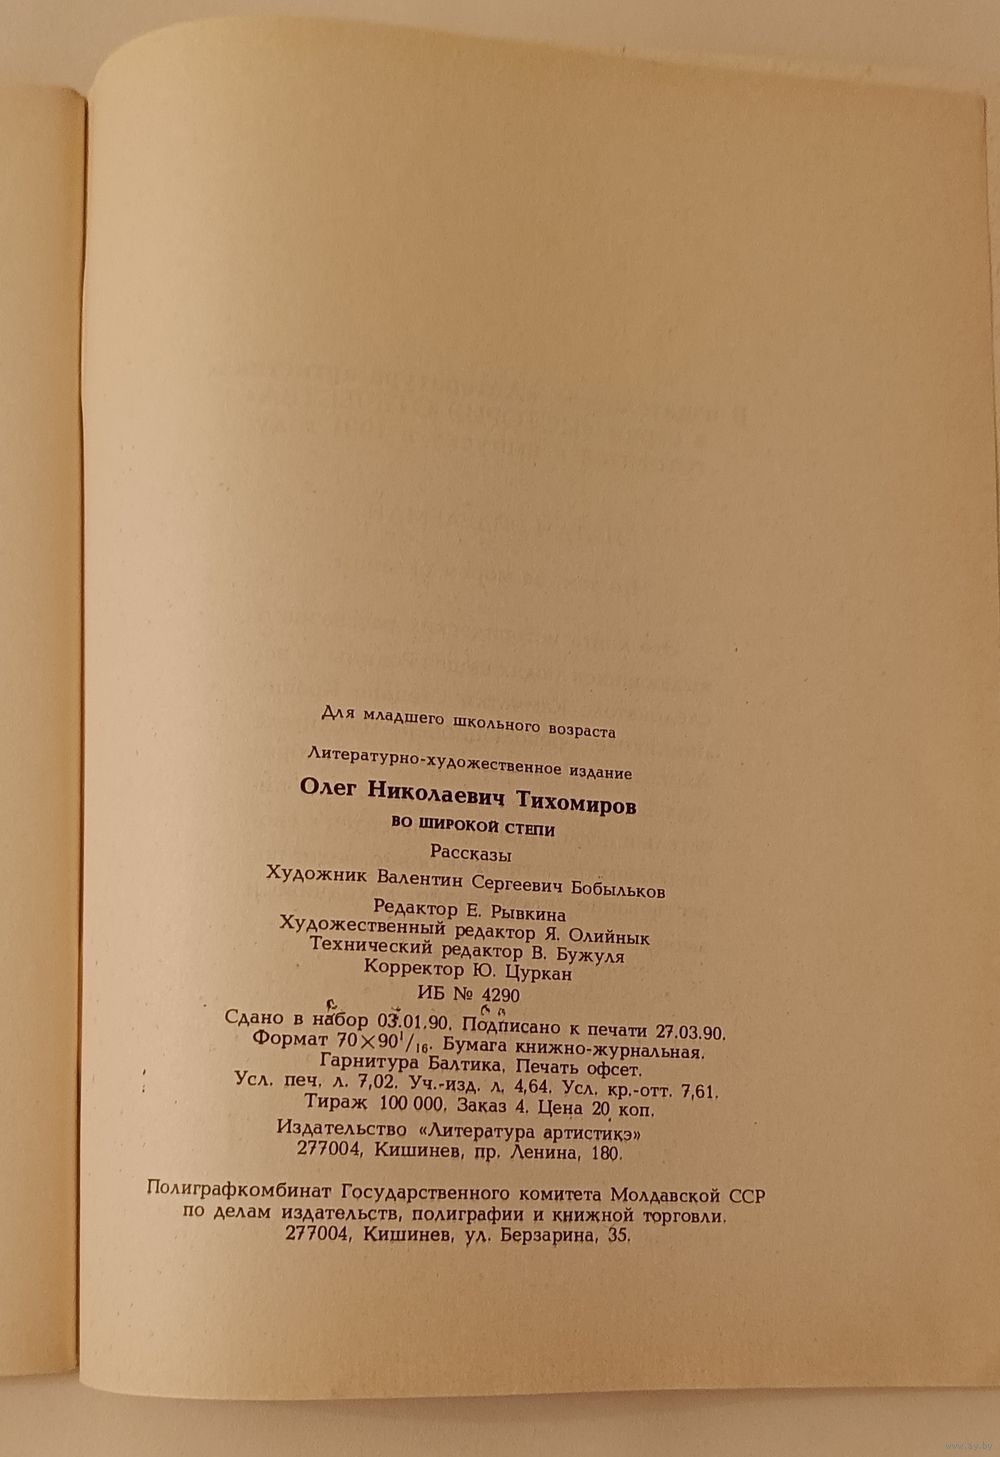 Для младшего школьного возраста
Литературно-художественное издание
Олег Николаевич Тихомиров
ВО ШИРОКОЙ СТЕПИ
Рассказы
Художник Валентин Сергеевич Бобыльков
Редактор Е. Рывкина
Художественный редактор Я. Олийнык
Технический редактор В. Бужуля
Корректор Ю. Цуркан
ИБ № 4290
Сдано в набор 03.01.90. Подписано к печати 27.03.90.
Формат 70×90¹/₁₆. Бумага книжно-журнальная.
Гарнитура Балтика. Печать офсет.
Усл. печ. л. 7,02. Уч.-изд. л. 4,64. Усл. кр.-отт. 7,61.
Тираж 100 000. Заказ 4. Цена 20 коп.
Издательство «Литература артистикэ»
277004, Кишинев, пр. Ленина, 180.
Полиграфкомбинат Государственного комитета Молдавской ССР
по делам издательств, полиграфии и книжной торговли.
277004, Кишинев, ул. Берзарина, 35.
www.ay.by